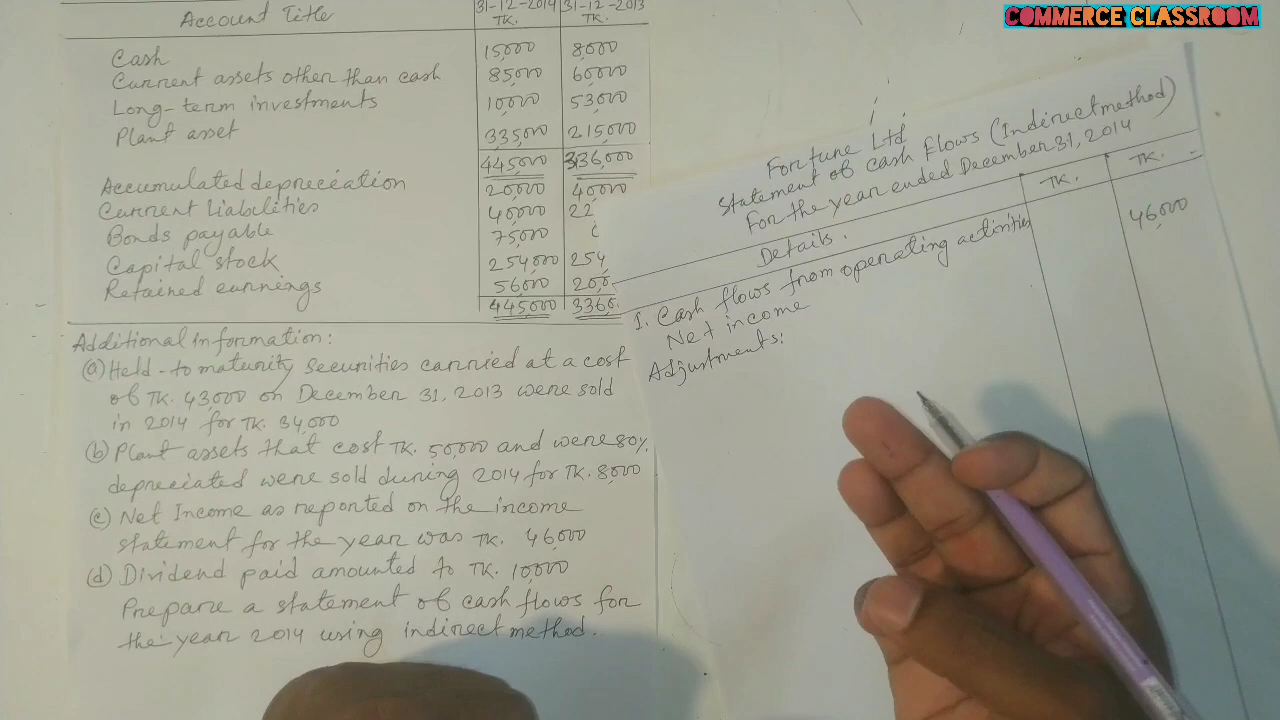 COMMERCE CLASSROOM
Account Title 31-12-2014 TK. 31-12-2013 TK.
Cash 15,000 8,000
Current assets other than cash 85,000 60,000
Long-term investments 10,000 53,000
Plant asset 335,000 215,000
445,000 336,000
Accumulated depreciation 20,000 40,000
Current liabilities 40,000 22
Bonds payable 75,000
Capital stock 254,000 254,
Retained earnings 56,000 20,0
445,000 336,0
Additional information:
(a) Held-to maturity securities carried at a cost
of TK. 43,000 on December 31, 2013 were sold
in 2014 for TK. 34,000
(b) Plant assets that cost TK. 50,000 and were 80%
depreciated were sold during 2014 for TK. 8,000
(c) Net Income as reported on the income
statement for the year was TK. 46,000
(d) Dividend paid amounted to TK. 10,000
Prepare a statement of cash flows for
the year 2014 using indirect method.
Fortune Ltd
Statement of cash flows (Indirect method)
For the year ended December 31, 2014
Details. TK. TK.
1. Cash flows from operating activities
Net income 46,000
Adjustments: